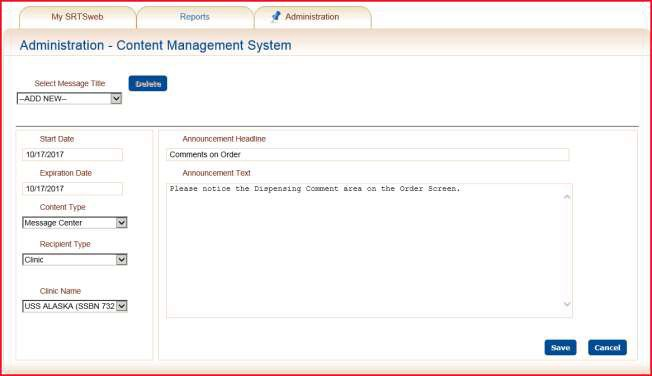 My SRTSweb
Reports
Administration
Administration - Content Management System
Select Message Title
Delete
--ADD NEW--
Start Date
10/17/2017
Expiration Date
10/17/2017
Content Type
Message Center
Recipient Type
Clinic
Clinic Name
USS ALASKA (SSBN 732
Announcement Headline
Comments on Order
Announcement Text
Please notice the Dispensing Comment area on the Order Screen.
Save
Cancel